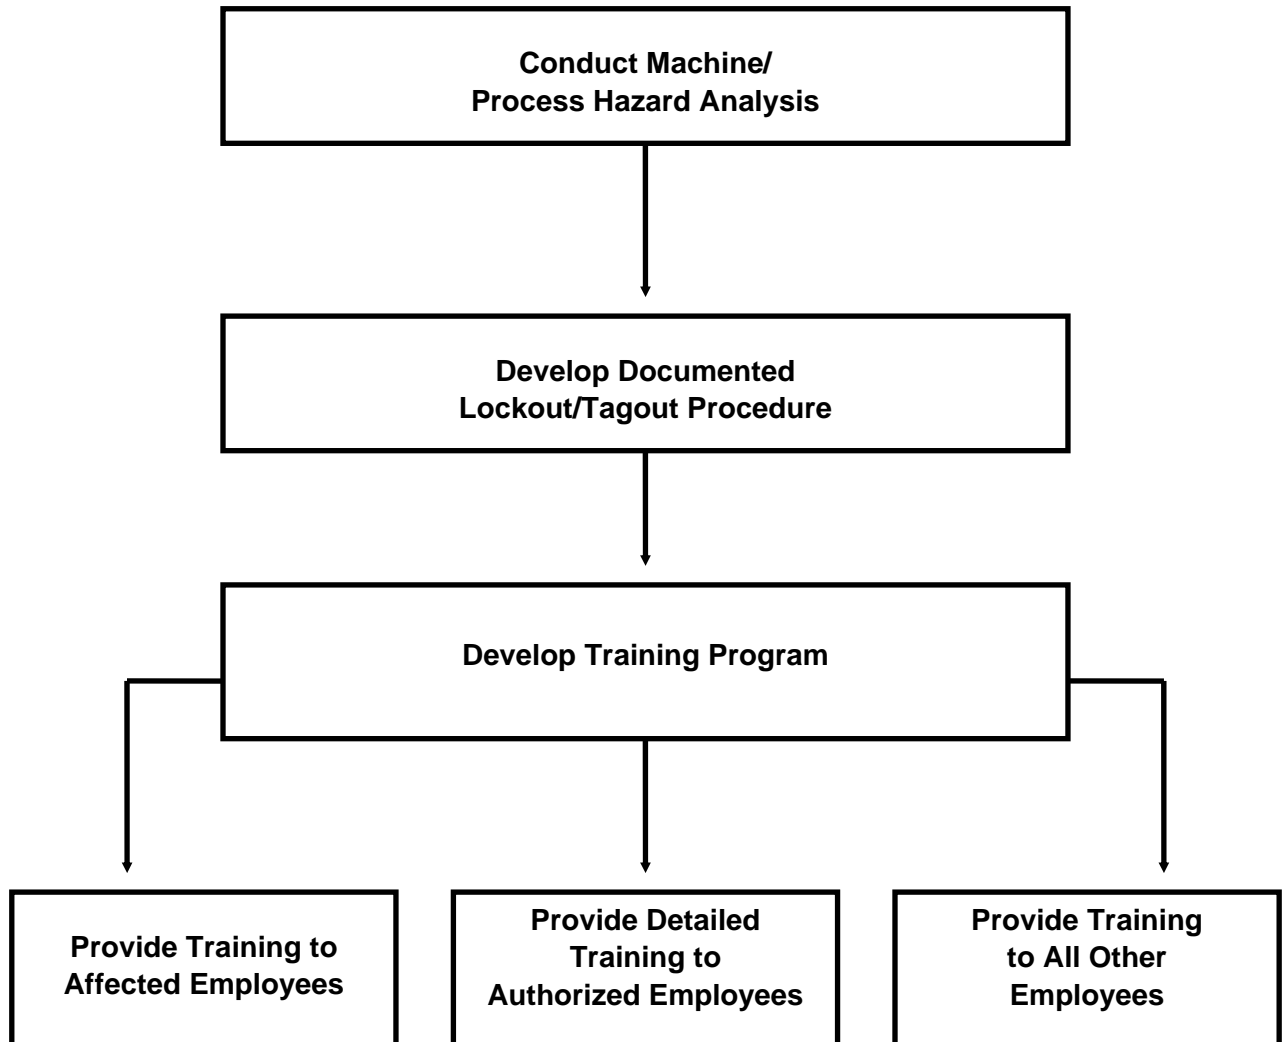 Conduct Machine/
Process Hazard Analysis
Develop Documented
Lockout/Tagout Procedure
Develop Training Program
Provide Training to
Affected Employees
Provide Detailed
Training to
Authorized Employees
Provide Training
to All Other
Employees